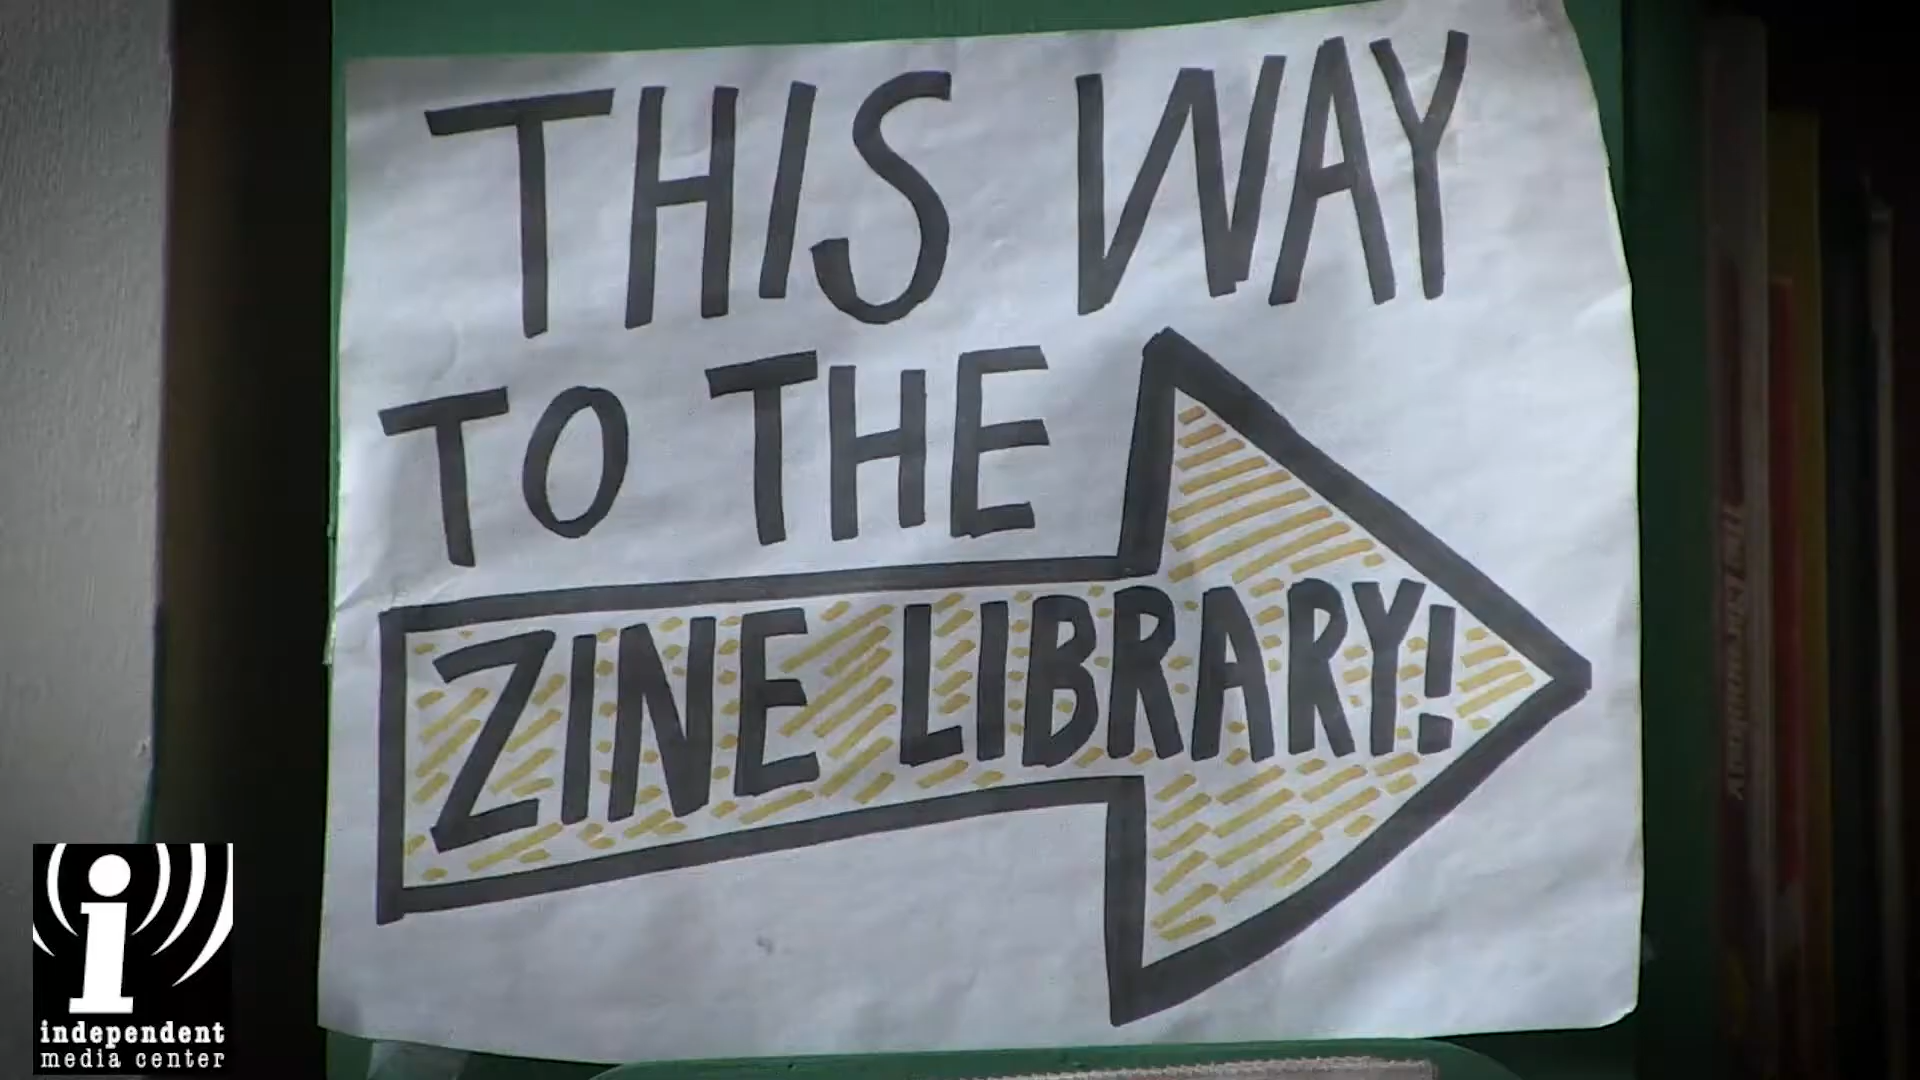 THIS WAY
TO THE
ZINE LIBRARY!
independent
media center